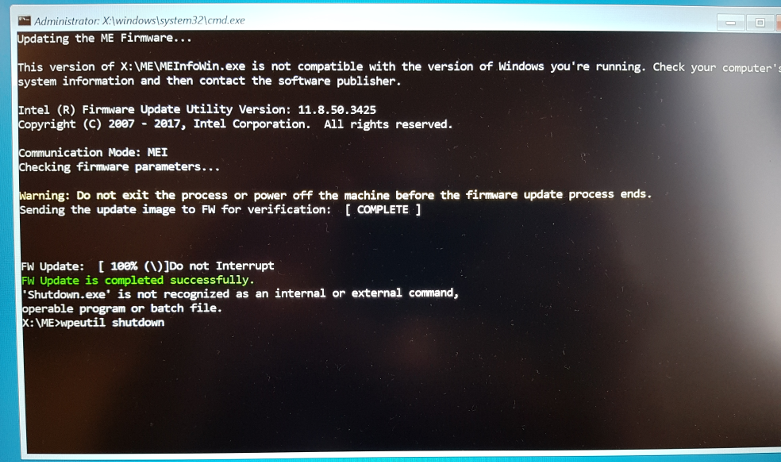 Administrator: X:\windows\system32\cmd.exe
Updating the ME Firmware...
This version of X:\ME\MEInfoWin.exe is not compatible with the version of Windows you're running. Check your computer's
system information and then contact the software publisher.
Intel (R) Firmware Update Utility Version: 11.8.50.3425
Copyright (C) 2007 - 2017, Intel Corporation.  All rights reserved.
Communication Mode: MEI
Checking firmware parameters...
Warning: Do not exit the process or power off the machine before the firmware update process ends.
Sending the update image to FW for verification:  [ COMPLETE ]
FW Update:  [ 100% (\)]Do not Interrupt
FW Update is completed successfully.
'Shutdown.exe' is not recognized as an internal or external command,
operable program or batch file.
X:\ME>wpeutil shutdown